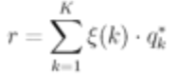 r = \sum_{k=1}^{K} \xi(k) \cdot q_k^*